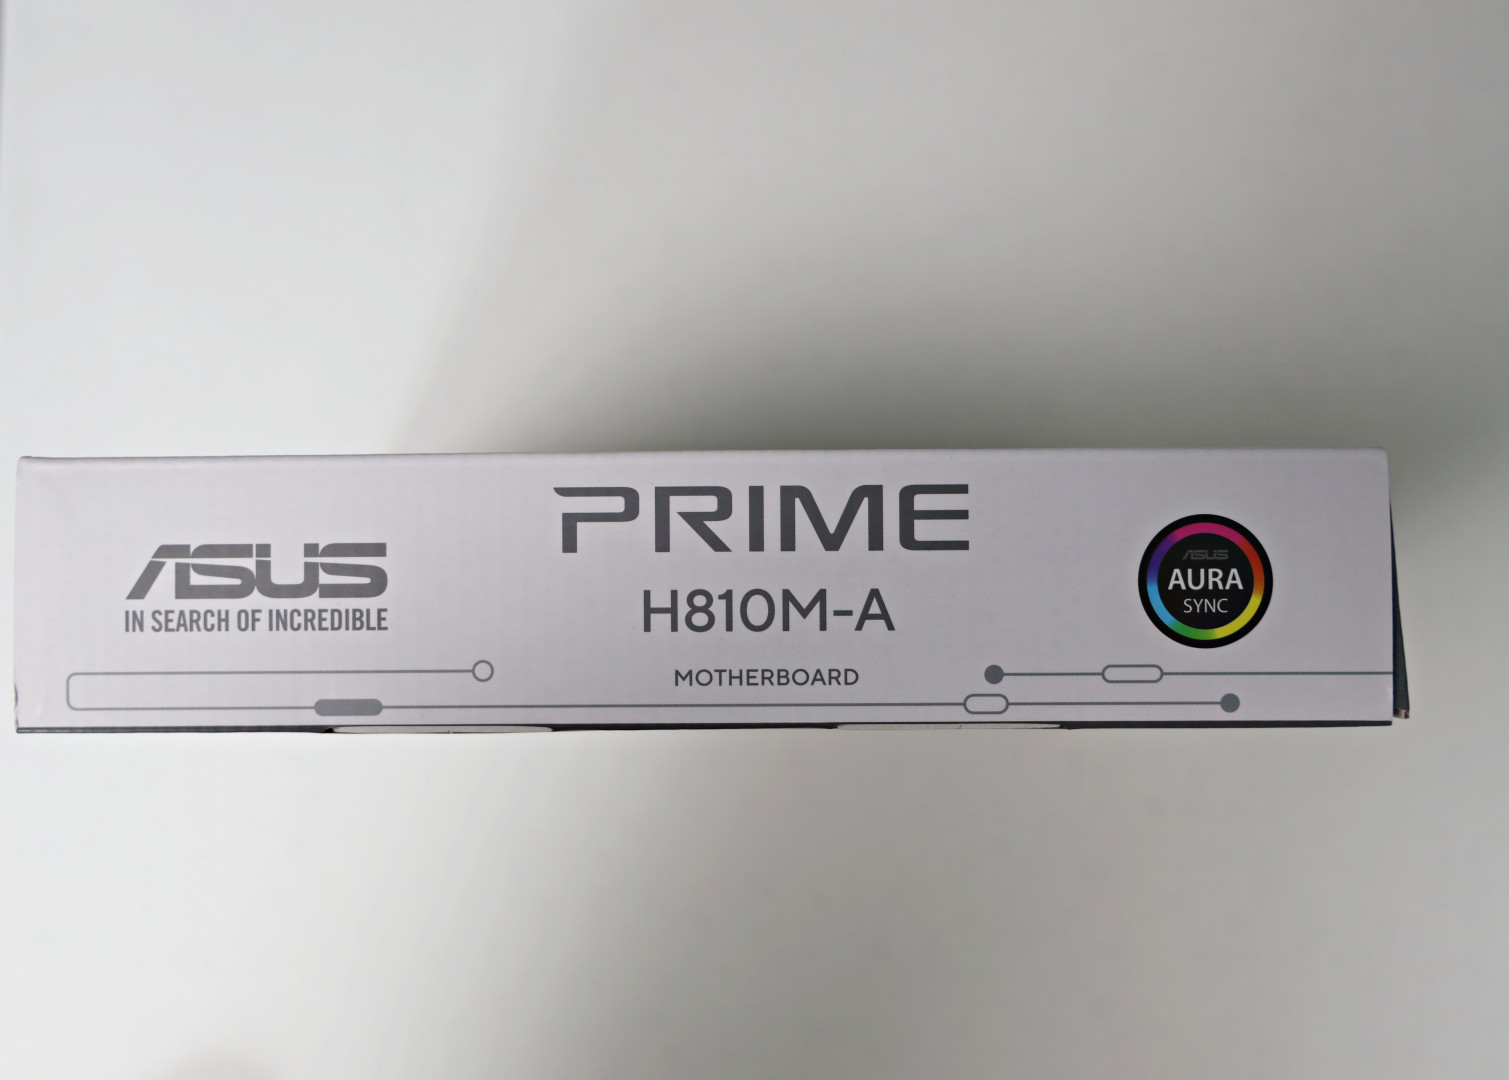 ASUS
IN SEARCH OF INCREDIBLE
PRIME
H810M-A
MOTHERBOARD
ASUS
AURA
SYNC